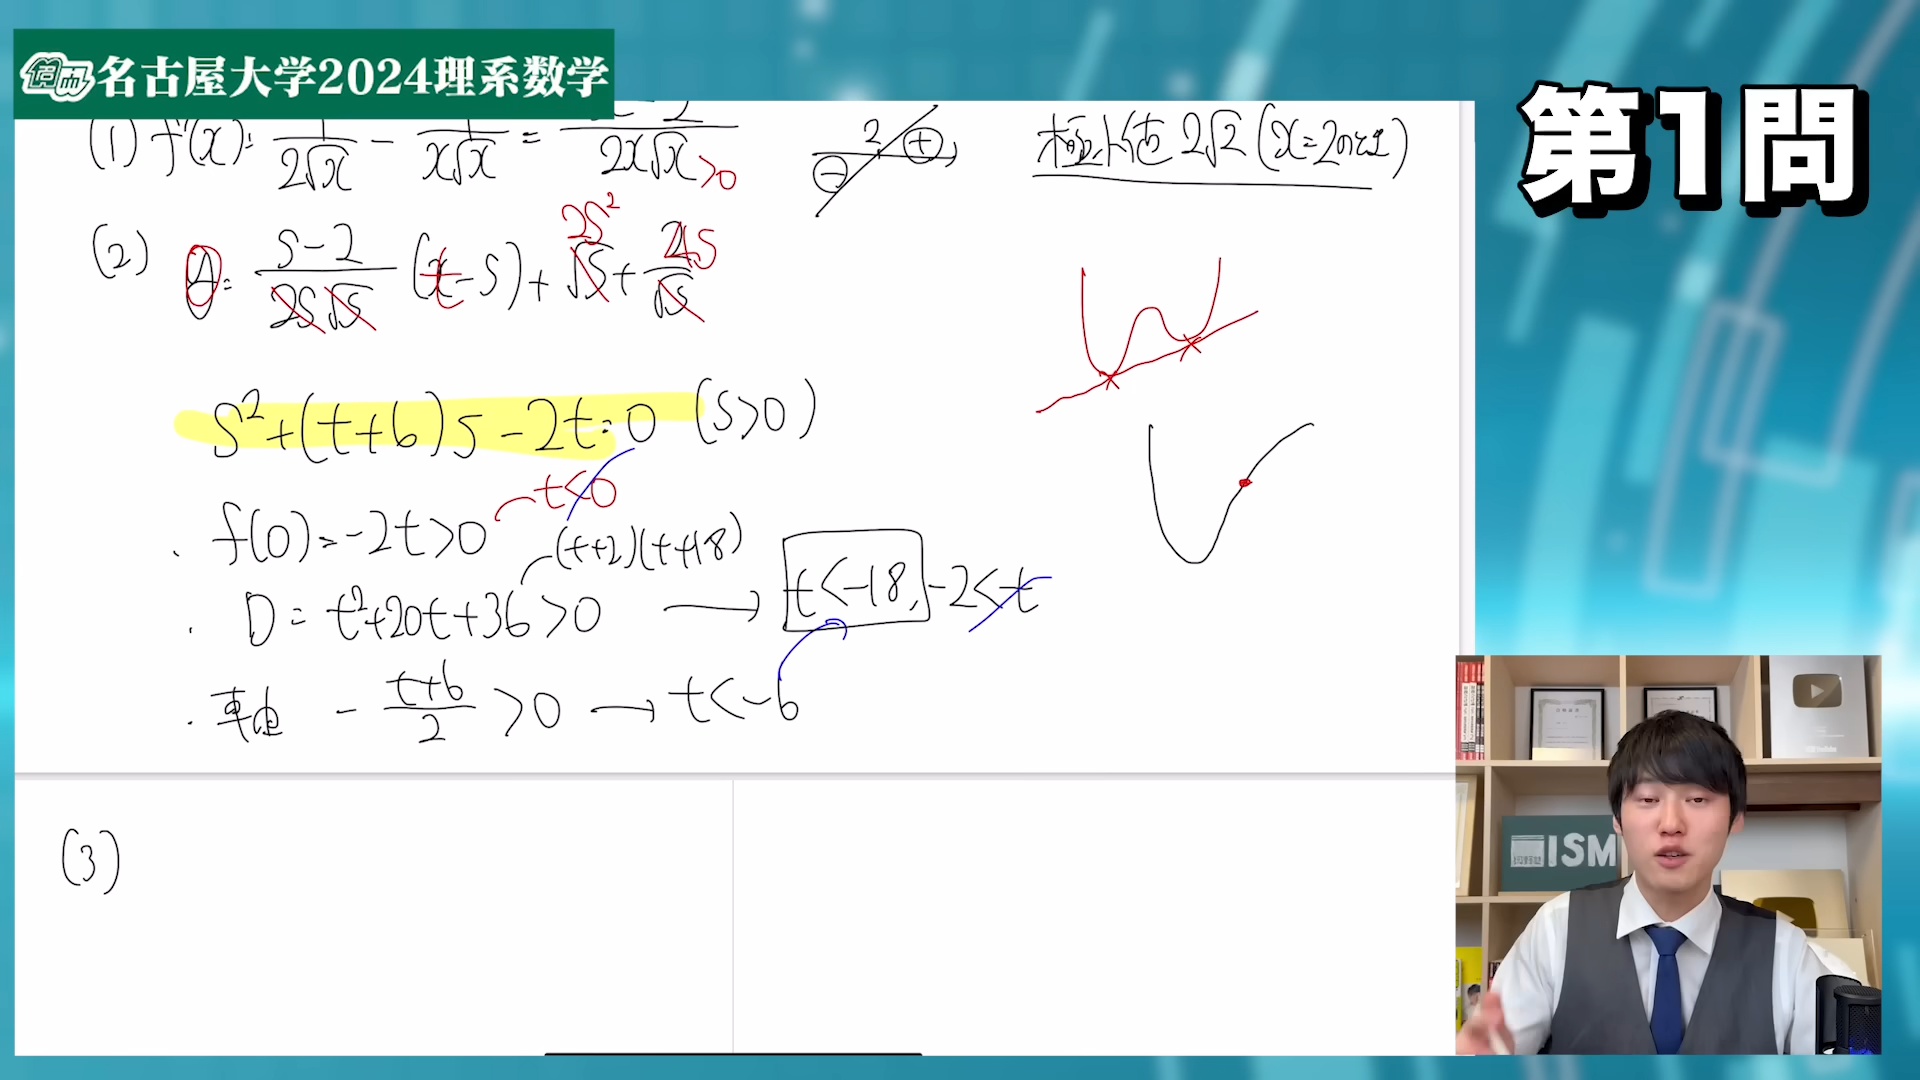 名古屋大学2024理系数学
第1問
(1) f'(x)= 1/2√x - 1/x√x = x-2/2x√x >0
2 ⊖ ⊕
極小値 2√2 (x=2のとき)
(2) 0= s-2/2s√s (t-s)+√s+2/√s
2s² 4s
s²+(t+6)s-2t=0 (s>0)
t<0
・f(0)=-2t>0
(t+2)(t+18)
・D=t²+20t+36>0 → t<-18, -2<t
・軸 -t+6/2 >0 → t<-6
(3)
ISM